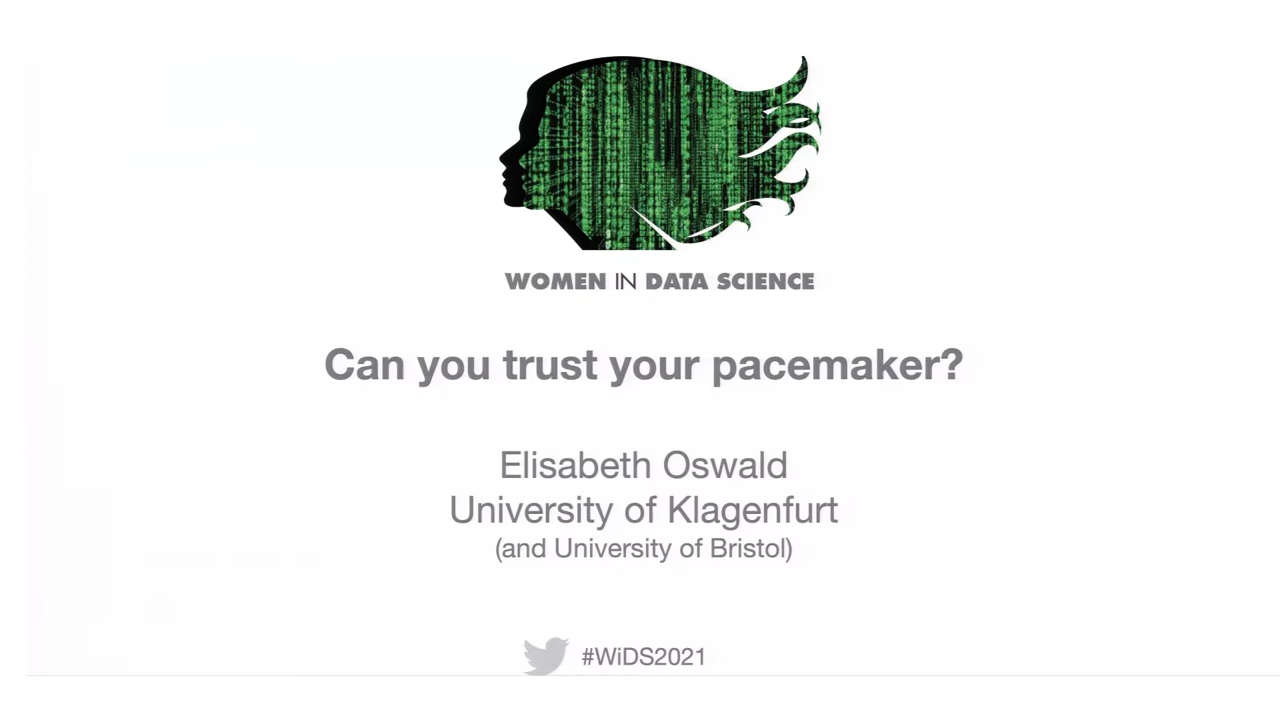 WOMEN IN DATA SCIENCE
Can you trust your pacemaker?
Elisabeth Oswald
University of Klagenfurt
(and University of Bristol)
#WiDS2021